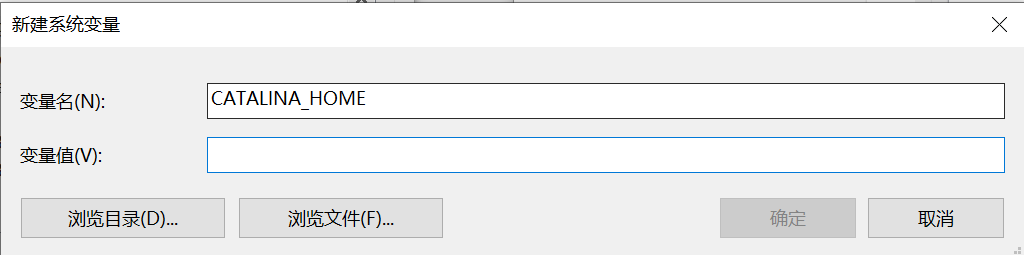 新建系统变量
变量名(N):
CATALINA_HOME
变量值(V):
浏览目录(D)...
浏览文件(F)...
确定
取消